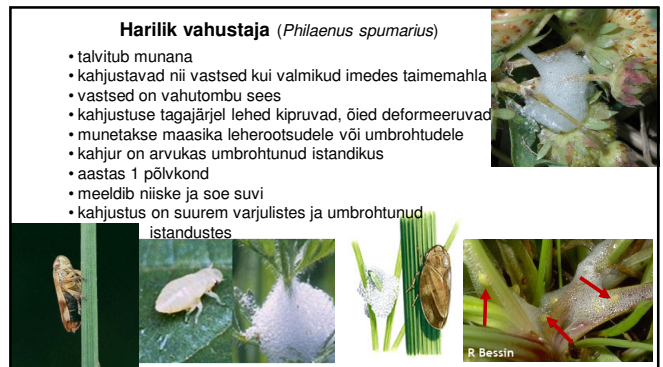 Harilik vahustaja (Philaenus spumarius)
• talvitub munana
• kahjustavad nii vastsed kui valmikud imedes taimemahla
• vastsed on vahutombu sees
• kahjustuse tagajärjel lehed kipruvad, õied deformeeruvad
• munetakse maasika leherootsudele või umbrohtudele
• kahjur on arvukas umbrohtunud istandikus
• aastas 1 põlvkond
• meeldib niiske ja soe suvi
• kahjustus on suurem varjulistes ja umbrohtunud
istandustes
R Bessin